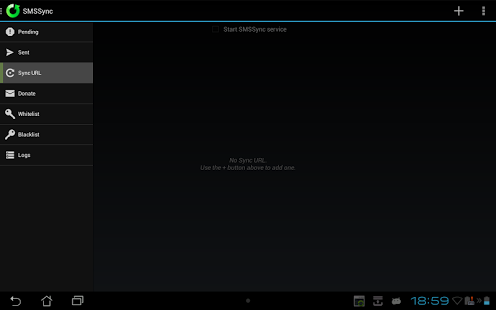 SMSSync
Pending
Start SMSSync service
Sent
Sync URL
Donate
Whitelist
Blacklist
Logs
No Sync URL.
Use the + button above to add one.
18:59